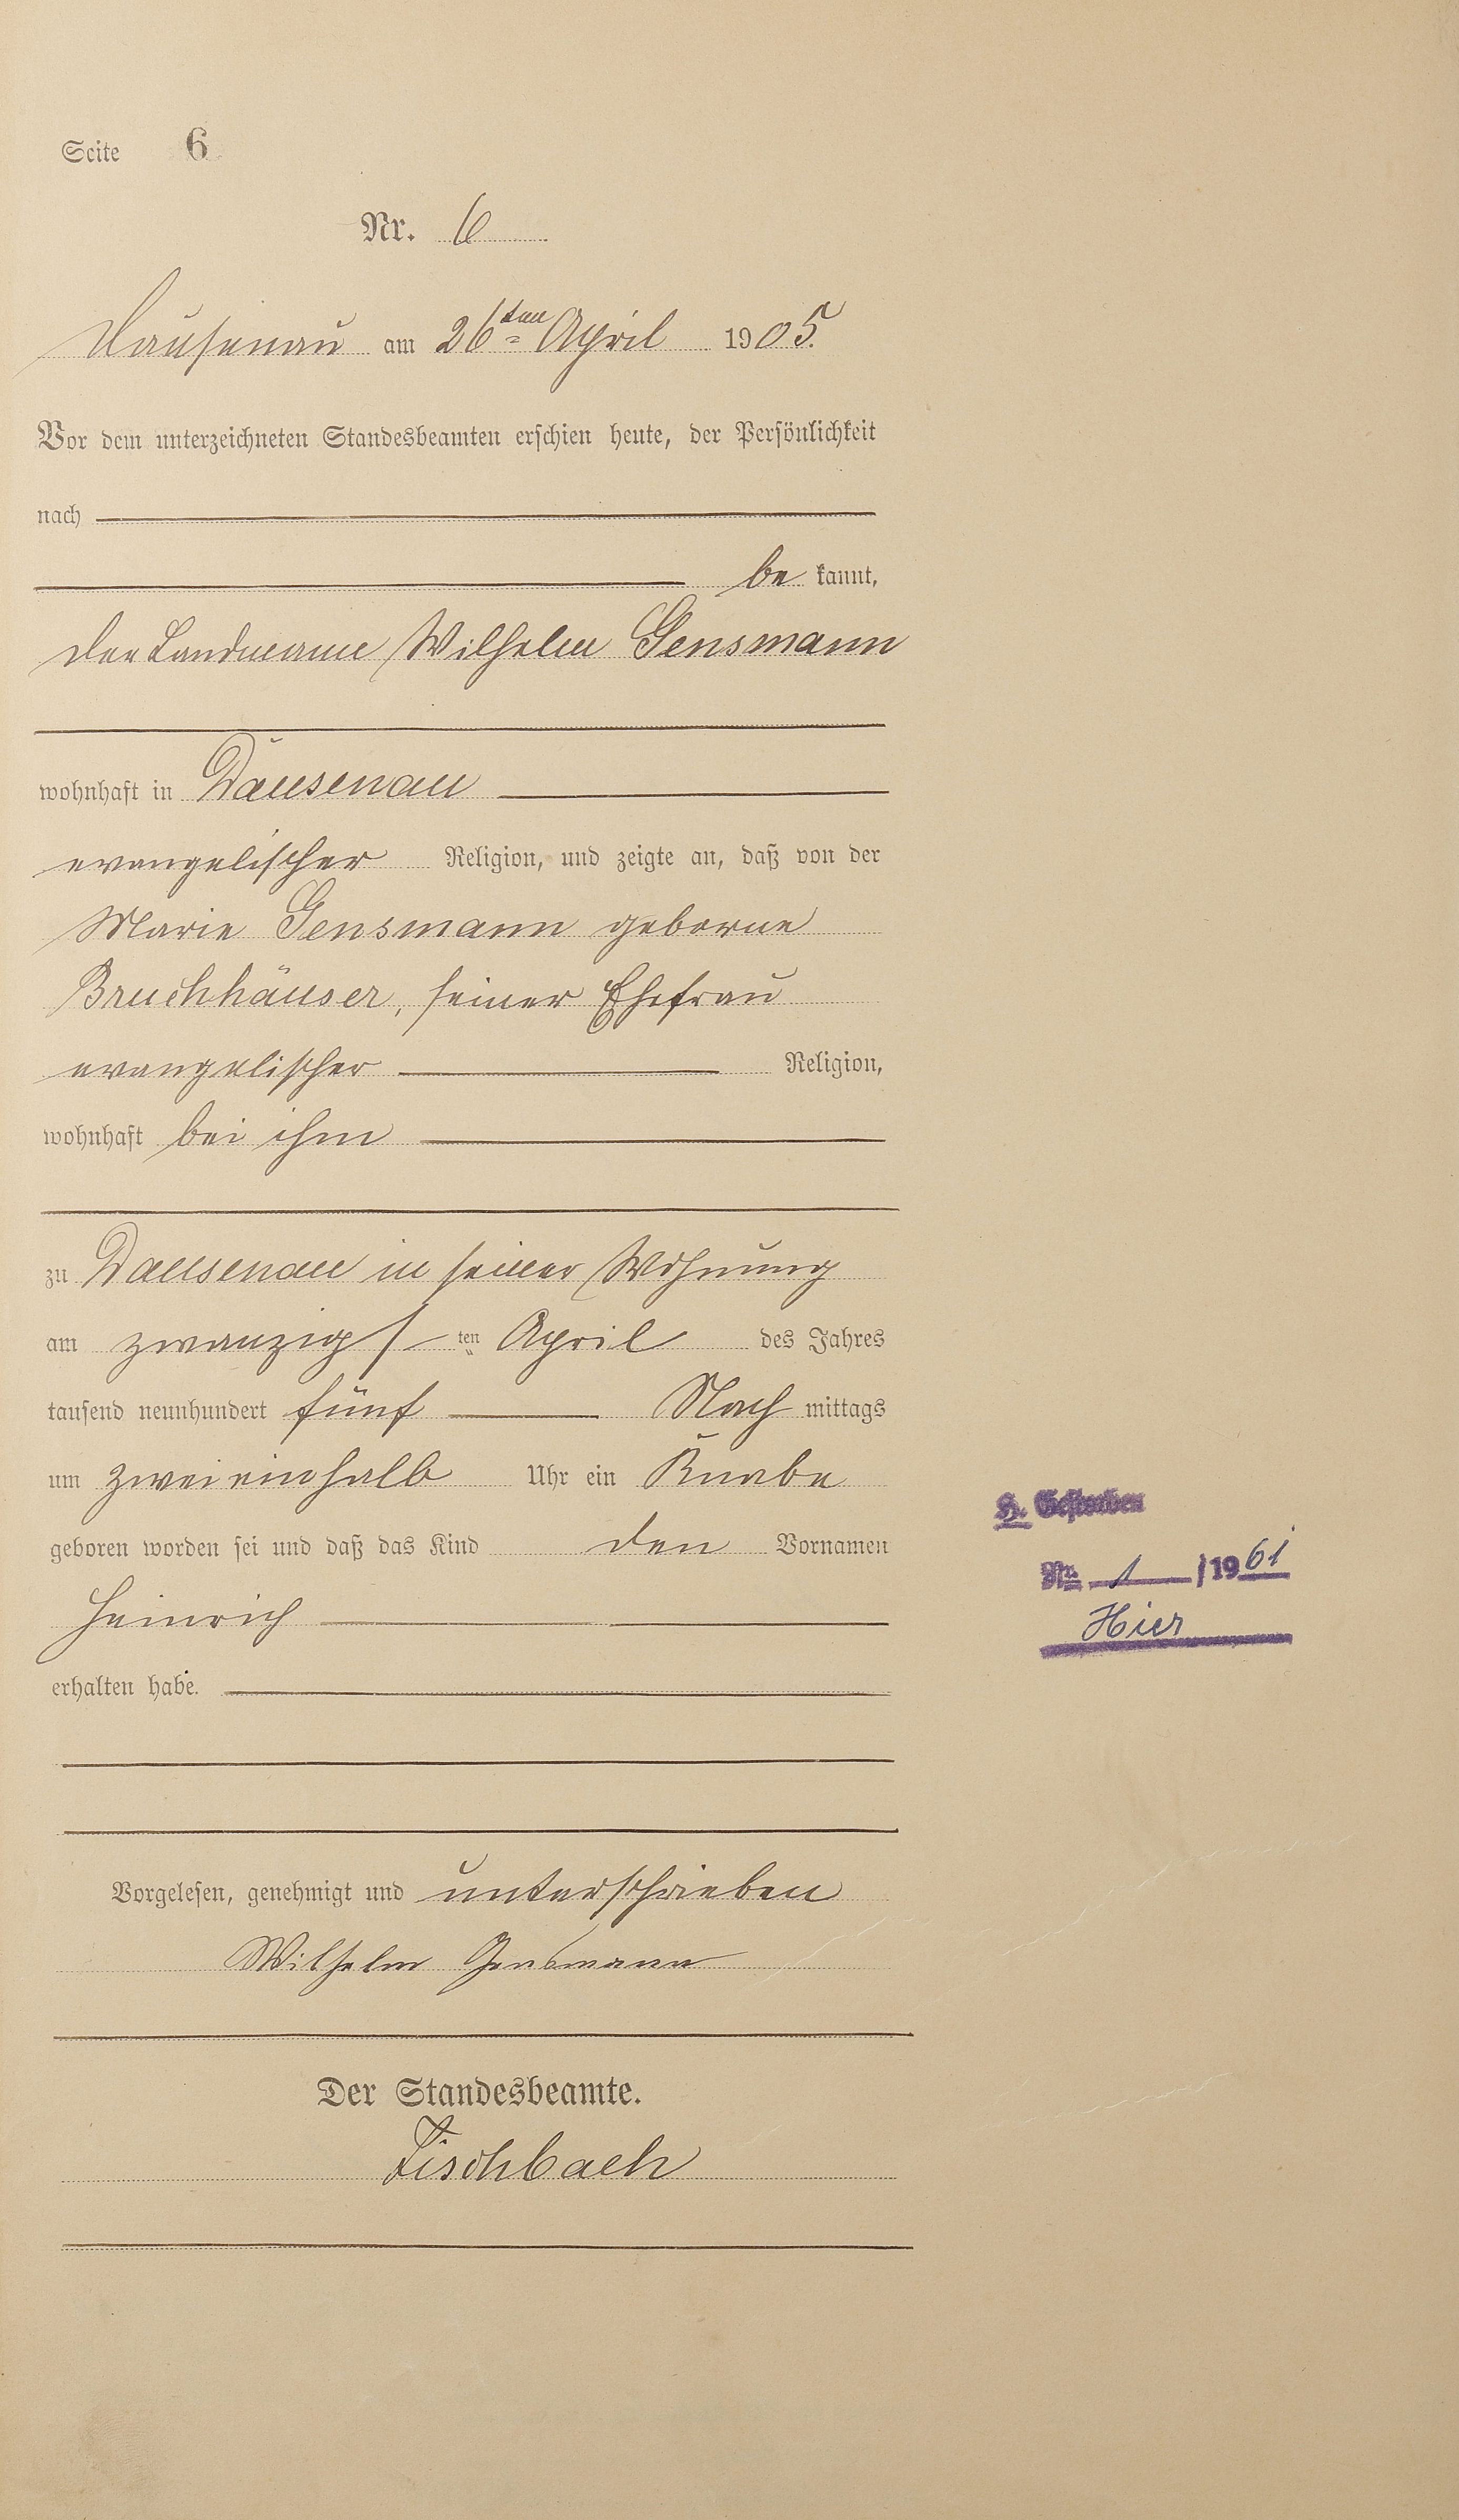 Seite 6
Nr. 6
Dausenau am 26ten April 1905.
Vor dem unterzeichneten Standesbeamten erschien heute, der Persönlichkeit
nach
be kannt,
der Landmann Wilhelm Gensmann
wohnhaft in Dausenau
evangelischer Religion, und zeigte an, daß von der
Marie Gensmann geborne
Bruchhäuser, seiner Ehefrau
evangelischer Religion,
wohnhaft bei ihm
zu Dausenau in seiner Wohnung
am zwanzigs ten April des Jahres
tausend neunhundert fünf Nach mittags
um zweieinhalb Uhr ein Knabe
geboren worden sei und daß das Kind den Vornamen
Heinrich
erhalten habe.
H. Gestorben
Nr. 1 /1961
Hier
Vorgelesen, genehmigt und unterschrieben
Wilhelm Gensmann
Der Standesbeamte.
Fischbach